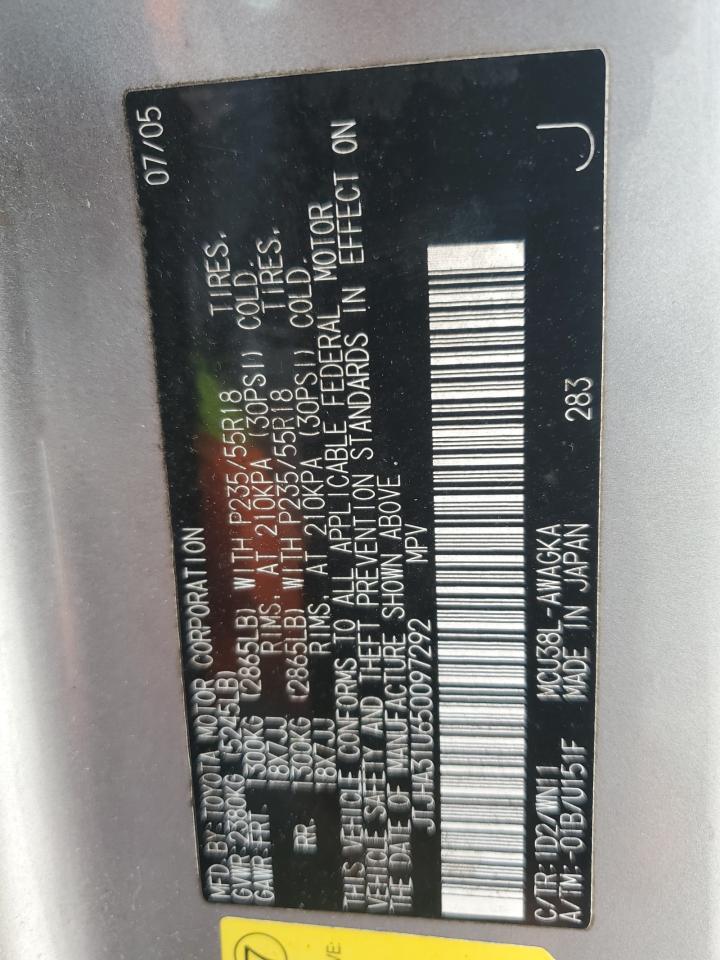 MFD.BY:TOYOTA MOTOR CORPORATION 07/05
GVWR:2380KG (5245LB)
GAWR:FRT. 1300KG (2865LB) WITH P235/55R18 TIRES.
18X7JJ RIMS, AT 210KPA (30PSI) COLD.
RR. 1300KG (2865LB) WITH P235/55R18 TIRES.
18X7JJ RIMS, AT 210KPA (30PSI) COLD.
THIS VEHICLE CONFORMS TO ALL APPLICABLE FEDERAL MOTOR
VEHICLE SAFETY AND THEFT PREVENTION STANDARDS IN EFFECT ON
THE DATE OF MANUFACTURE SHOWN ABOVE.
JTJHA31U650097292 MPV
C/TR:1D2/WN11 MCU38L-AWAGKA
A/TM:-01B/U151F MADE IN JAPAN 283 J
7
VE: